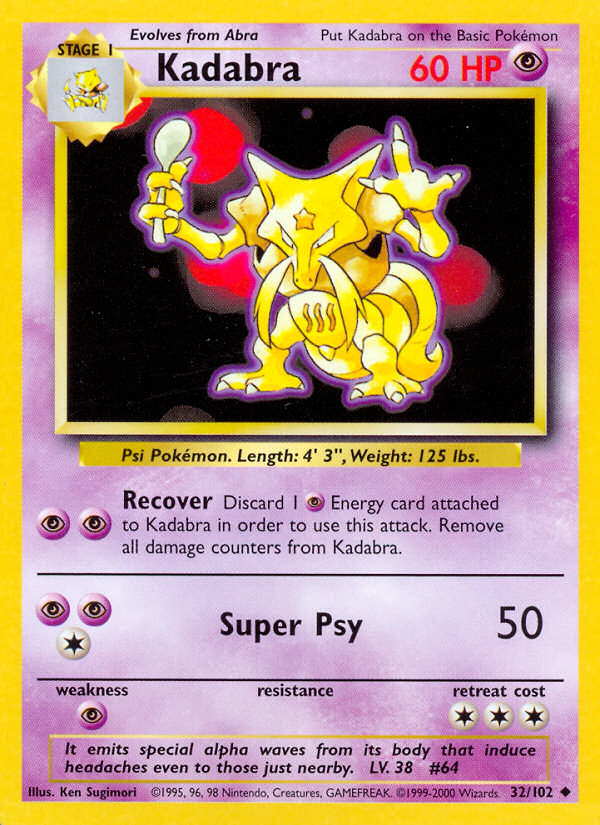 Evolves from Abra Put Kadabra on the Basic Pokémon
STAGE 1
Kadabra 60 HP
Psi Pokémon. Length: 4' 3", Weight: 125 lbs.
Recover Discard 1 Energy card attached
to Kadabra in order to use this attack. Remove
all damage counters from Kadabra.
Super Psy 50
weakness resistance retreat cost
It emits special alpha waves from its body that induce
headaches even to those just nearby. LV. 38 #64
Illus. Ken Sugimori ©1995, 96, 98 Nintendo, Creatures, GAMEFREAK. ©1999-2000 Wizards. 32/102